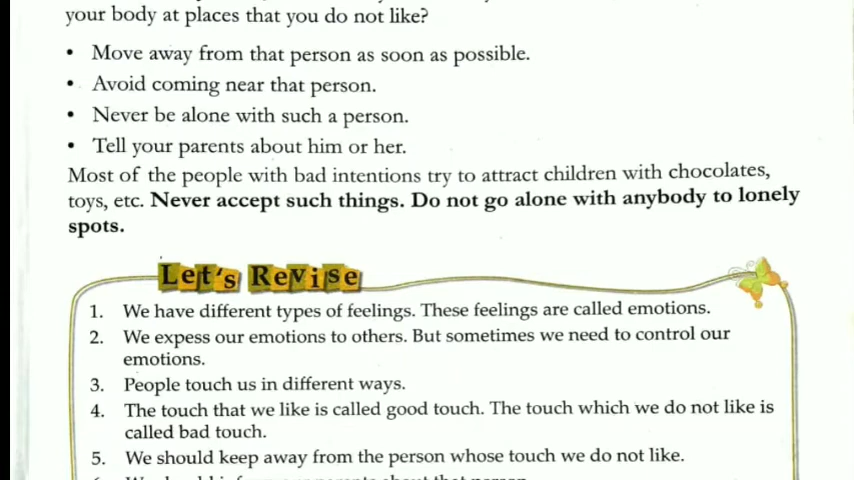 your body at places that you do not like?
• Move away from that person as soon as possible.
• Avoid coming near that person.
• Never be alone with such a person.
• Tell your parents about him or her.
Most of the people with bad intentions try to attract children with chocolates,
toys, etc. Never accept such things. Do not go alone with anybody to lonely
spots.
Let's Revise
1. We have different types of feelings. These feelings are called emotions.
2. We expess our emotions to others. But sometimes we need to control our
emotions.
3. People touch us in different ways.
4. The touch that we like is called good touch. The touch which we do not like is
called bad touch.
5. We should keep away from the person whose touch we do not like.